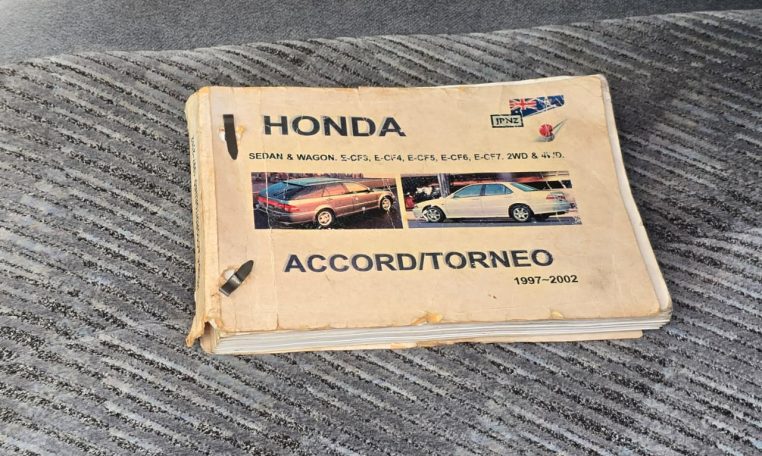 HONDA
JPNZ
SEDAN & WAGON. E-CF3, E-CF4, E-CF5, E-CF6, E-CF7. 2WD & 4WD.
ACCORD/TORNEO
1997~2002